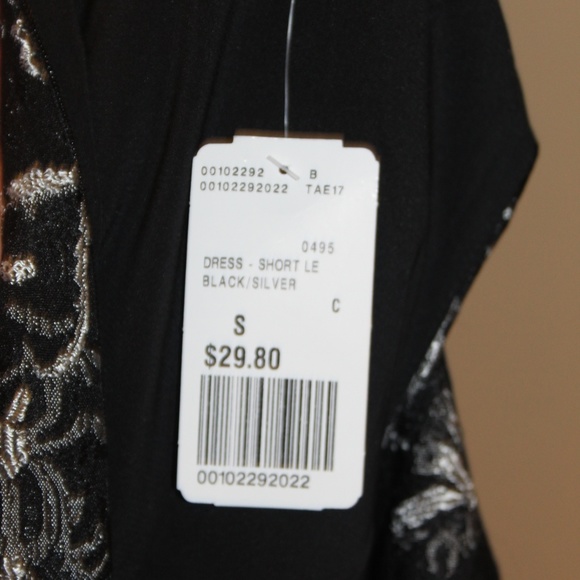 00102292 B
00102292022 TAE17
0495
DRESS - SHORT LE
BLACK/SILVER
C
S
$29.80
00102292022